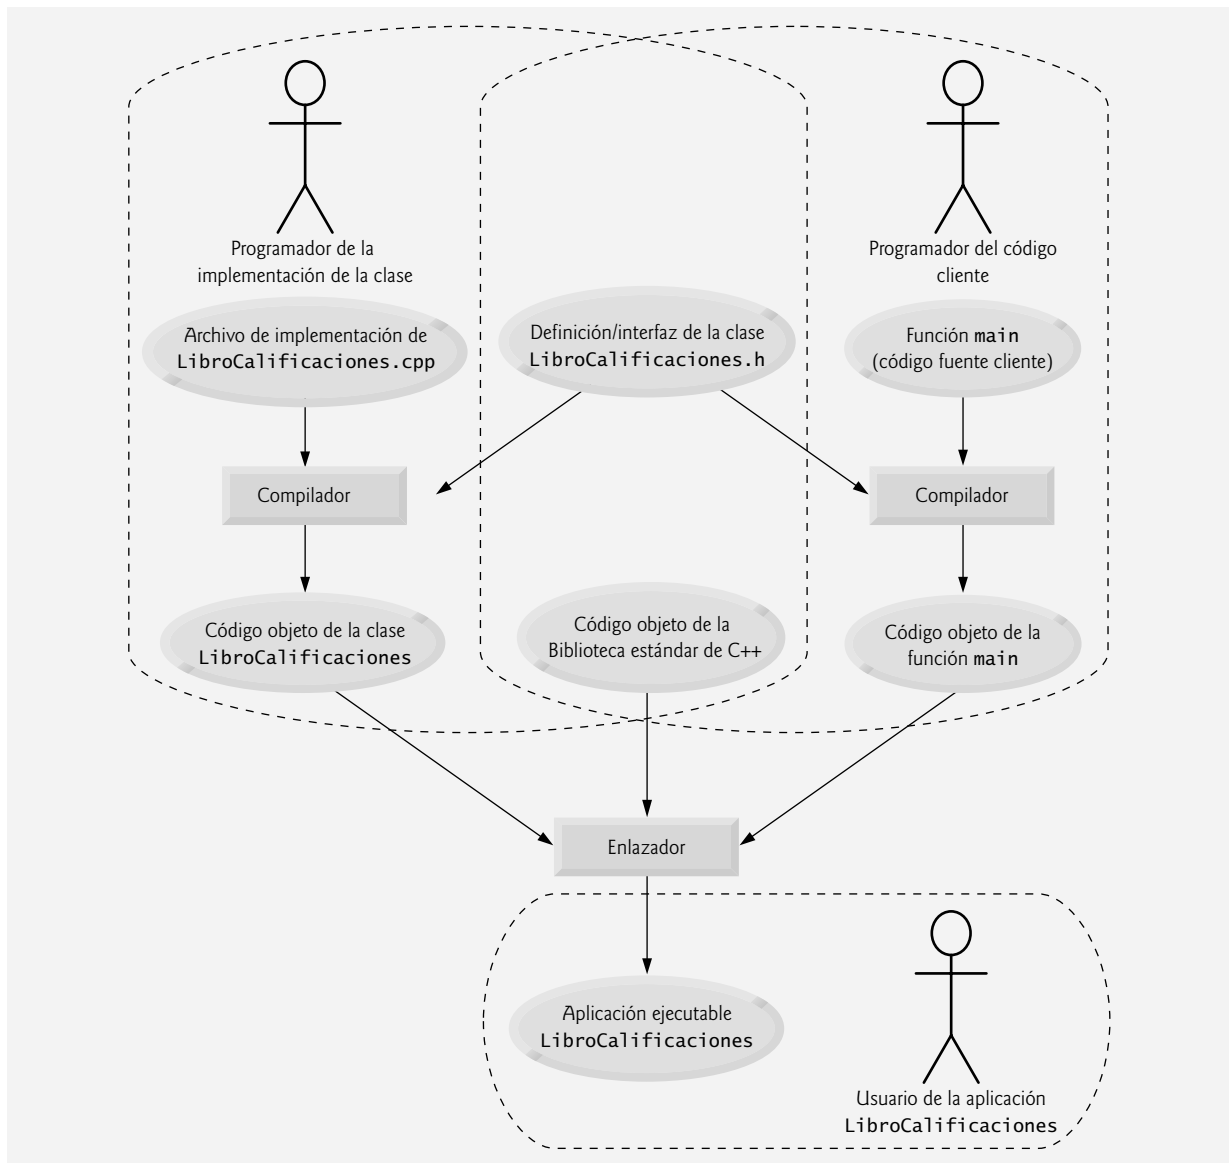 Programador de la
implementación de la clase
Programador del código
cliente
Archivo de implementación de
LibroCalificaciones.cpp
Definición/interfaz de la clase
LibroCalificaciones.h
Función main
(código fuente cliente)
Compilador
Compilador
Código objeto de la clase
LibroCalificaciones
Código objeto de la
Biblioteca estándar de C++
Código objeto de la
función main
Enlazador
Aplicación ejecutable
LibroCalificaciones
Usuario de la aplicación
LibroCalificaciones